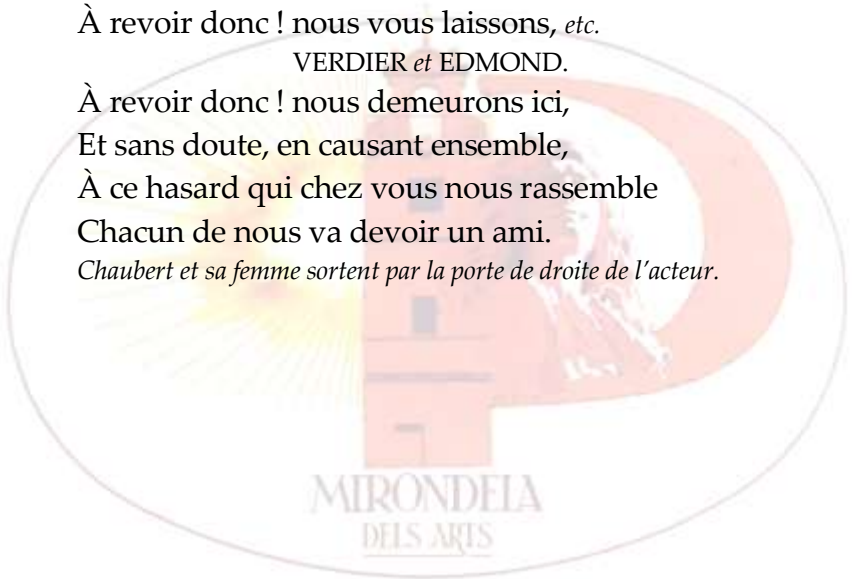 À revoir donc ! nous vous laissons, etc.
VERDIER et EDMOND.
À revoir donc ! nous demeurons ici,
Et sans doute, en causant ensemble,
À ce hasard qui chez vous nous rassemble
Chacun de nous va devoir un ami.
Chaubert et sa femme sortent par la porte de droite de l’acteur.
MIRONDELA
DELS ARTS